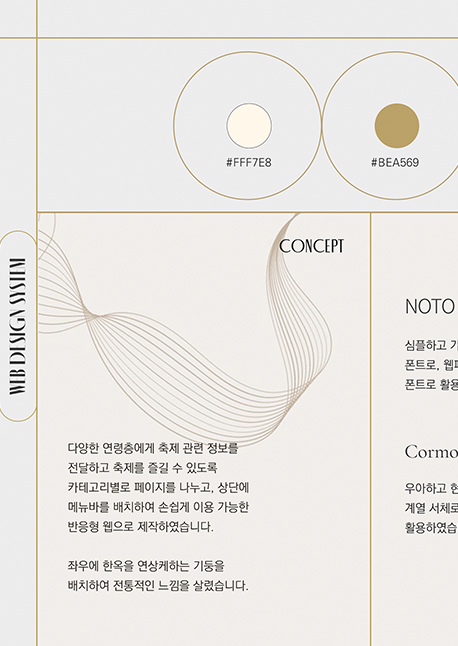 #FFF7E8
#BEA569
WEB DESIGN SYSTEM
CONCEPT
다양한 연령층에게 축제 관련 정보를
전달하고 축제를 즐길 수 있도록
카테고리별로 페이지를 나누고, 상단에
메뉴바를 배치하여 손쉽게 이용 가능한
반응형 웹으로 제작하였습니다.
좌우에 한옥을 연상케하는 기둥을
배치하여 전통적인 느낌을 살렸습니다.
NOTO
심플하고
폰트로,
폰트로
Cormo
우아하고
계열 서체로
활용하였습